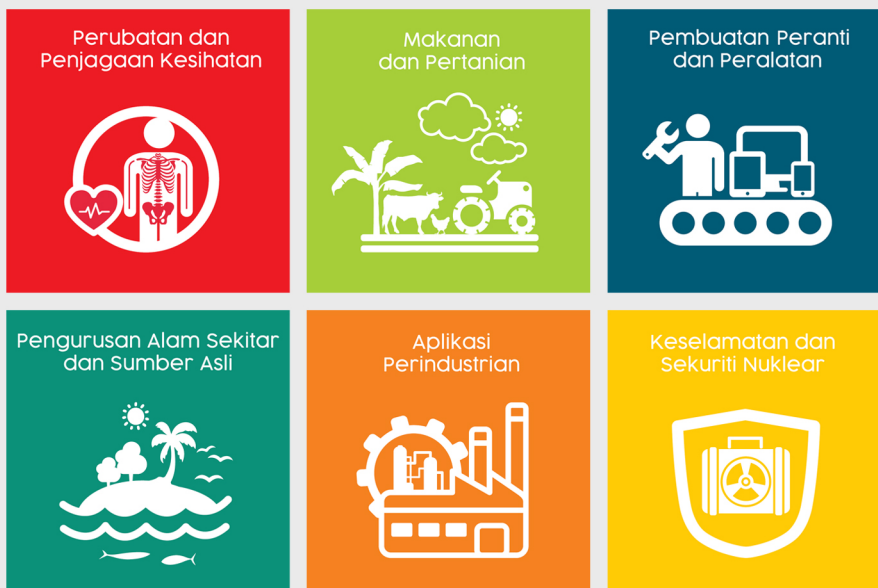 Perubatan dan
Penjagaan Kesihatan
Makanan
dan Pertanian
Pembuatan Peranti
dan Peralatan
Pengurusan Alam Sekitar
dan Sumber Asli
Aplikasi
Perindustrian
Keselamatan dan
Sekuriti Nuklear